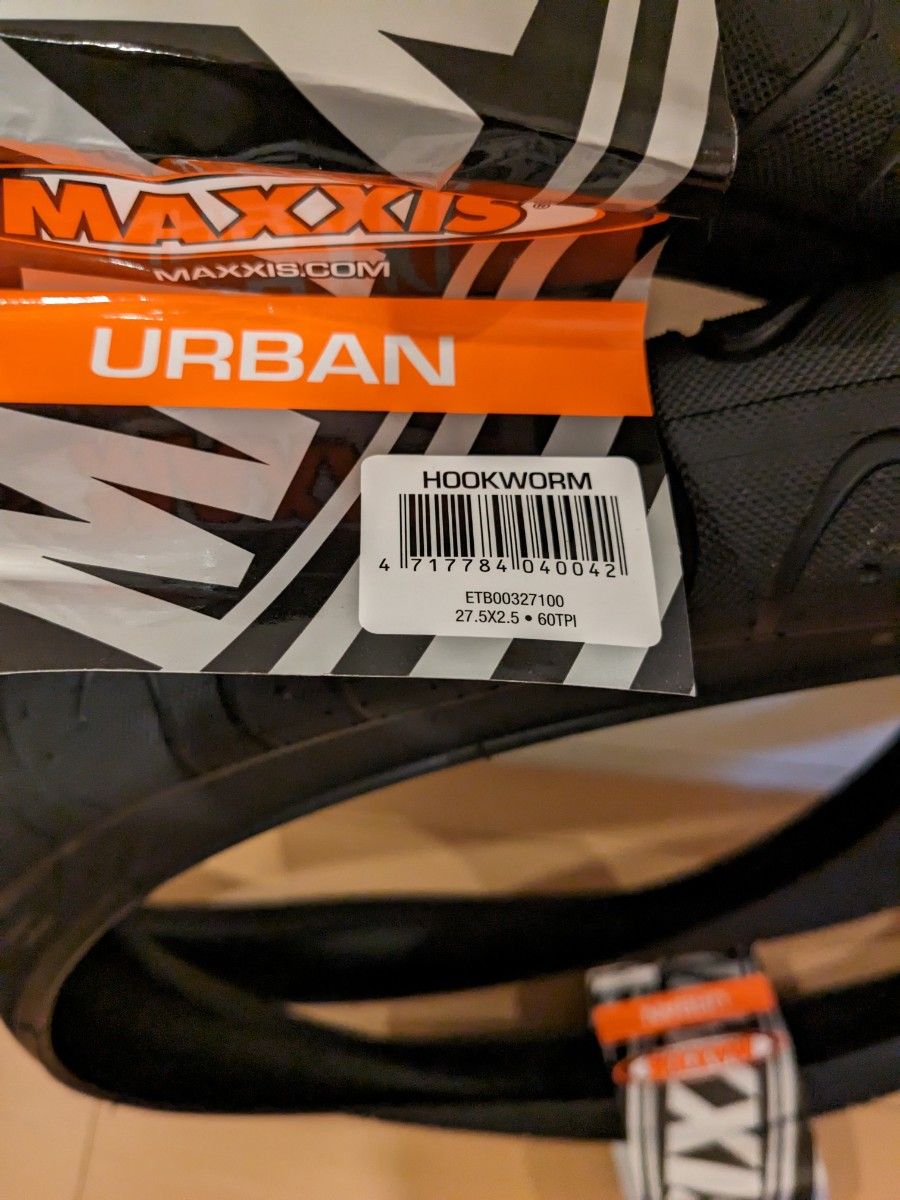 MAXXIS®
MAXXIS.COM
URBAN
HOOKWORM
4 717784 040042
ETB00327100
27.5X2.5 • 60TPI